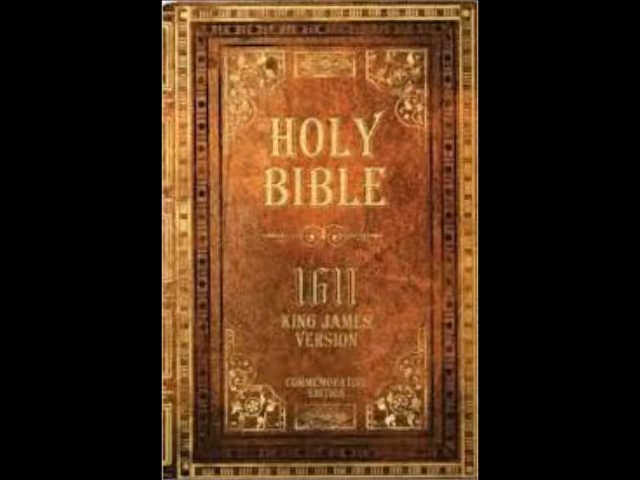 HOLY
BIBLE
1611
KING JAMES
VERSION
COMMEMORATIVE
EDITION